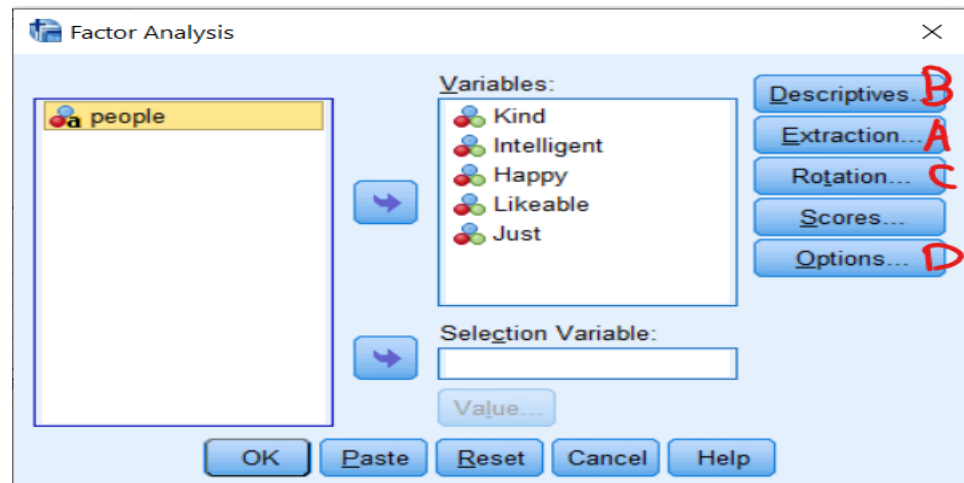 Factor Analysis
people
a
Variables:
Kind
Intelligent
Happy
Likeable
Just
Selection Variable:
Value...
Descriptives... B
Extraction... A
Rotation... C
Scores...
Options... D
OK Paste Reset Cancel Help